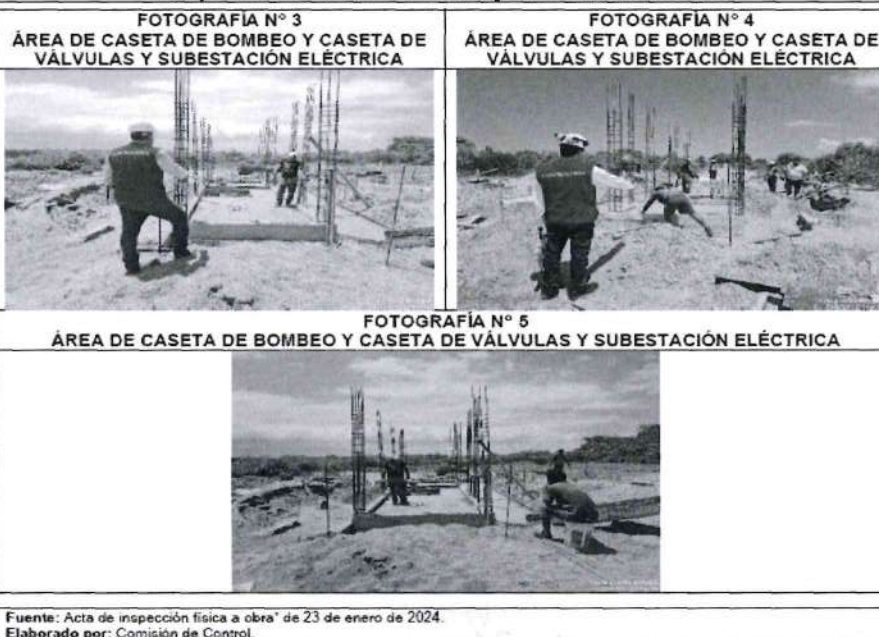 FOTOGRAFÍA N° 3
ÁREA DE CASETA DE BOMBEO Y CASETA DE
VÁLVULAS Y SUBESTACIÓN ELÉCTRICA
FOTOGRAFÍA N° 4
ÁREA DE CASETA DE BOMBEO Y CASETA DE
VÁLVULAS Y SUBESTACIÓN ELÉCTRICA
FOTOGRAFÍA N° 5
ÁREA DE CASETA DE BOMBEO Y CASETA DE VÁLVULAS Y SUBESTACIÓN ELÉCTRICA
Fuente: Acta de inspección física a obra" de 23 de enero de 2024.
Elaborado por: Comisión de Control.